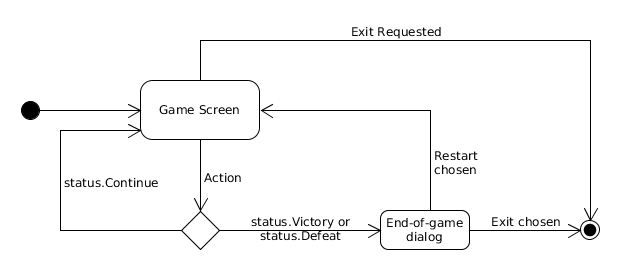 Exit Requested
Game Screen
status.Continue
Action
Restart
chosen
status.Victory or
status.Defeat
End-of-game
dialog
Exit chosen